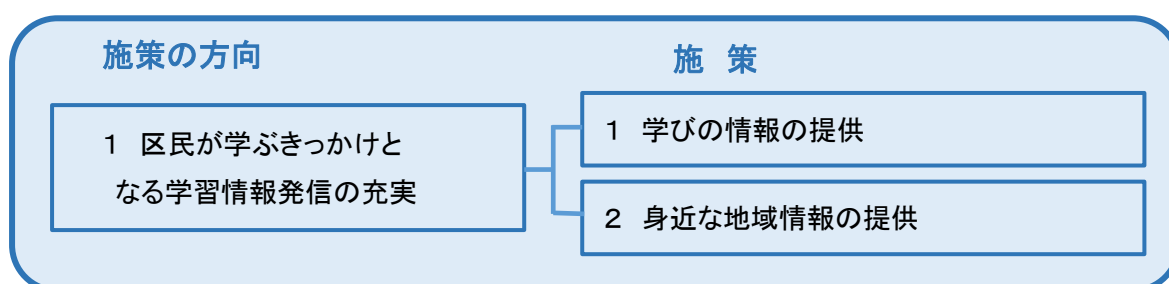 施策の方向
施 策
1 区民が学ぶきっかけと
なる学習情報発信の充実
1 学びの情報の提供
2 身近な地域情報の提供